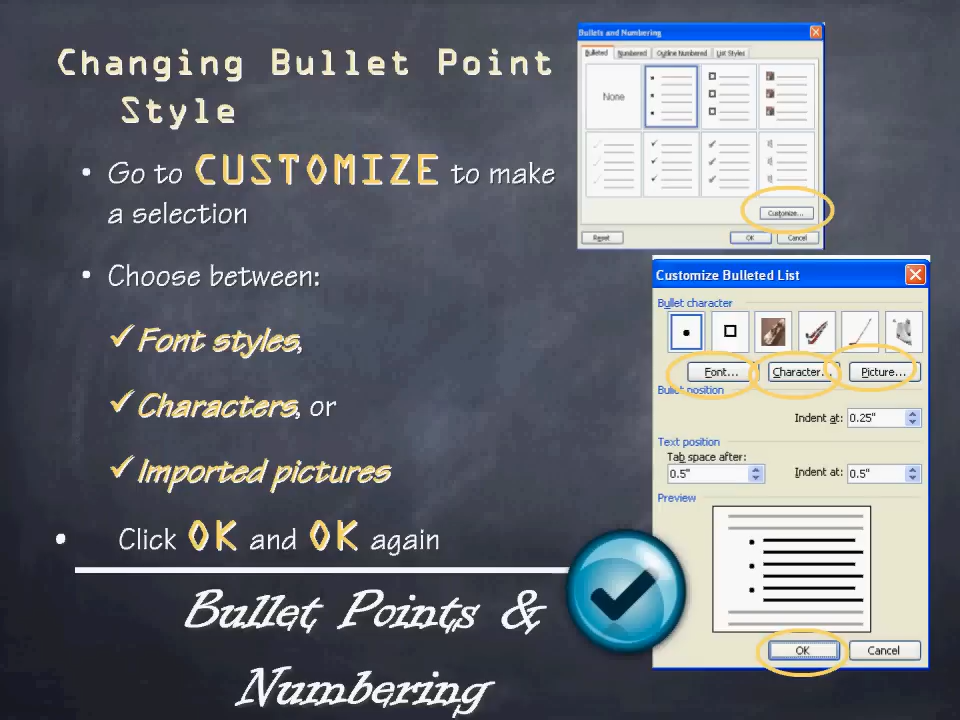 Changing Bullet Point
Style
• Go to CUSTOMIZE to make
a selection
• Choose between:
✓ Font styles,
✓ Characters, or
✓ Imported pictures
• Click OK and OK again
Bullet Points &
Numbering
Bullets and Numbering
Bulleted Numbered Outline Numbered List Styles
None
Customize...
Reset OK Cancel
Customize Bulleted List
Bullet character
Font... Character... Picture...
Bullet position
Indent at: 0.25"
Text position
Tab space after:
0.5" Indent at: 0.5"
Preview
OK Cancel